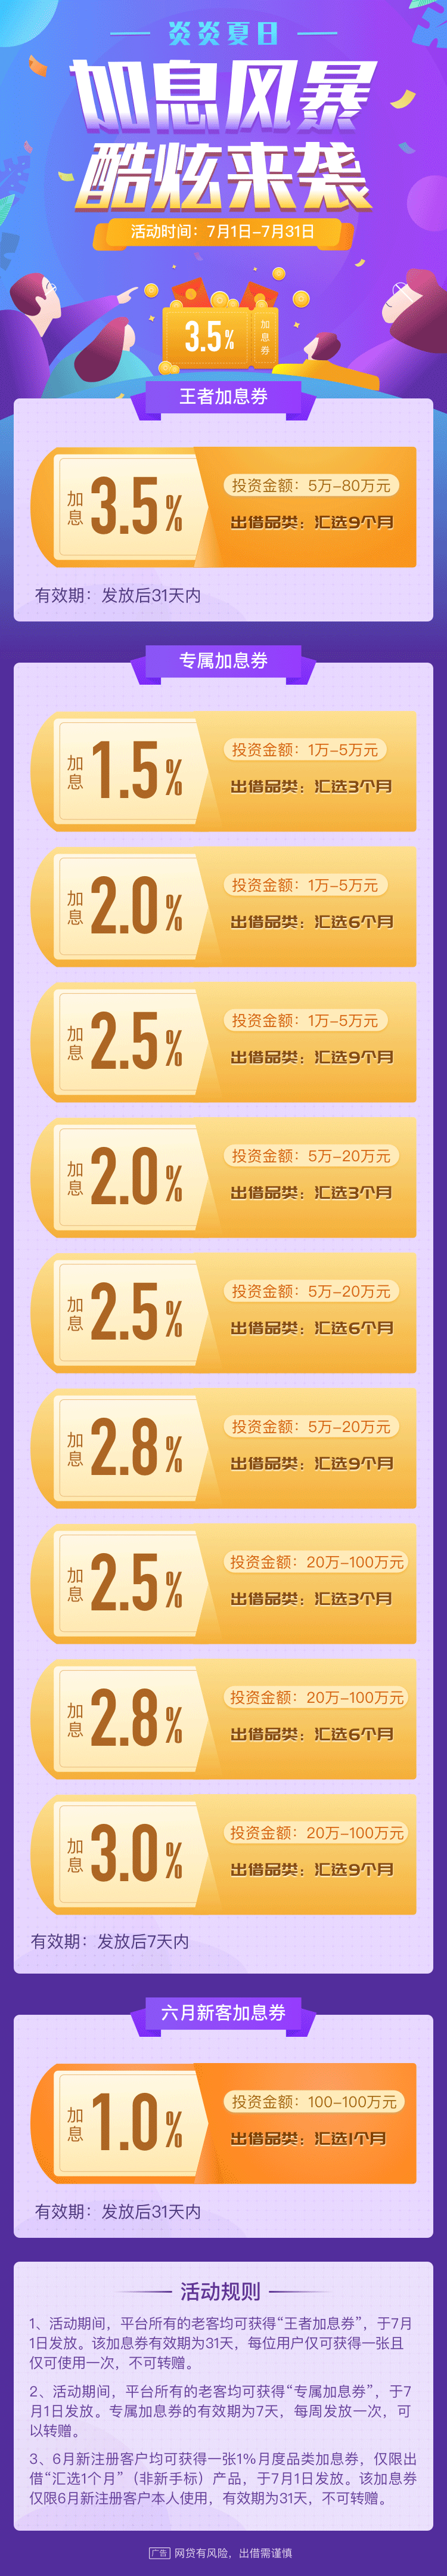 炎炎夏日
加息风暴
酷炫来袭
活动时间：7月1日-7月31日
3.5%
加息券
王者加息券
加息
3.5%
投资金额：5万-80万元
出借品类：汇选9个月
有效期：发放后31天内
专属加息券
加息
1.5%
投资金额：1万-5万元
出借品类：汇选3个月
加息
2.0%
投资金额：1万-5万元
出借品类：汇选6个月
加息
2.5%
投资金额：1万-5万元
出借品类：汇选9个月
加息
2.0%
投资金额：5万-20万元
出借品类：汇选3个月
加息
2.5%
投资金额：5万-20万元
出借品类：汇选6个月
加息
2.8%
投资金额：5万-20万元
出借品类：汇选9个月
加息
2.5%
投资金额：20万-100万元
出借品类：汇选3个月
加息
2.8%
投资金额：20万-100万元
出借品类：汇选6个月
加息
3.0%
投资金额：20万-100万元
出借品类：汇选9个月
有效期：发放后7天内
六月新客加息券
加息
1.0%
投资金额：100-100万元
出借品类：汇选1个月
有效期：发放后31天内
活动规则
1、活动期间，平台所有的老客均可获得“王者加息券”，于7月
1日发放。该加息券有效期为31天，每位用户仅可获得一张且
仅可使用一次，不可转赠。
2、活动期间，平台所有的老客均可获得“专属加息券”，于7
月1日发放。专属加息券的有效期为7天，每周发放一次，可
以转赠。
3、6月新注册客户均可获得一张1%月度品类加息券，仅限出
借“汇选1个月”（非新手标）产品，于7月1日发放。该加息券
仅限6月新注册客户本人使用，有效期为31天，不可转赠。
广告 网贷有风险，出借需谨慎